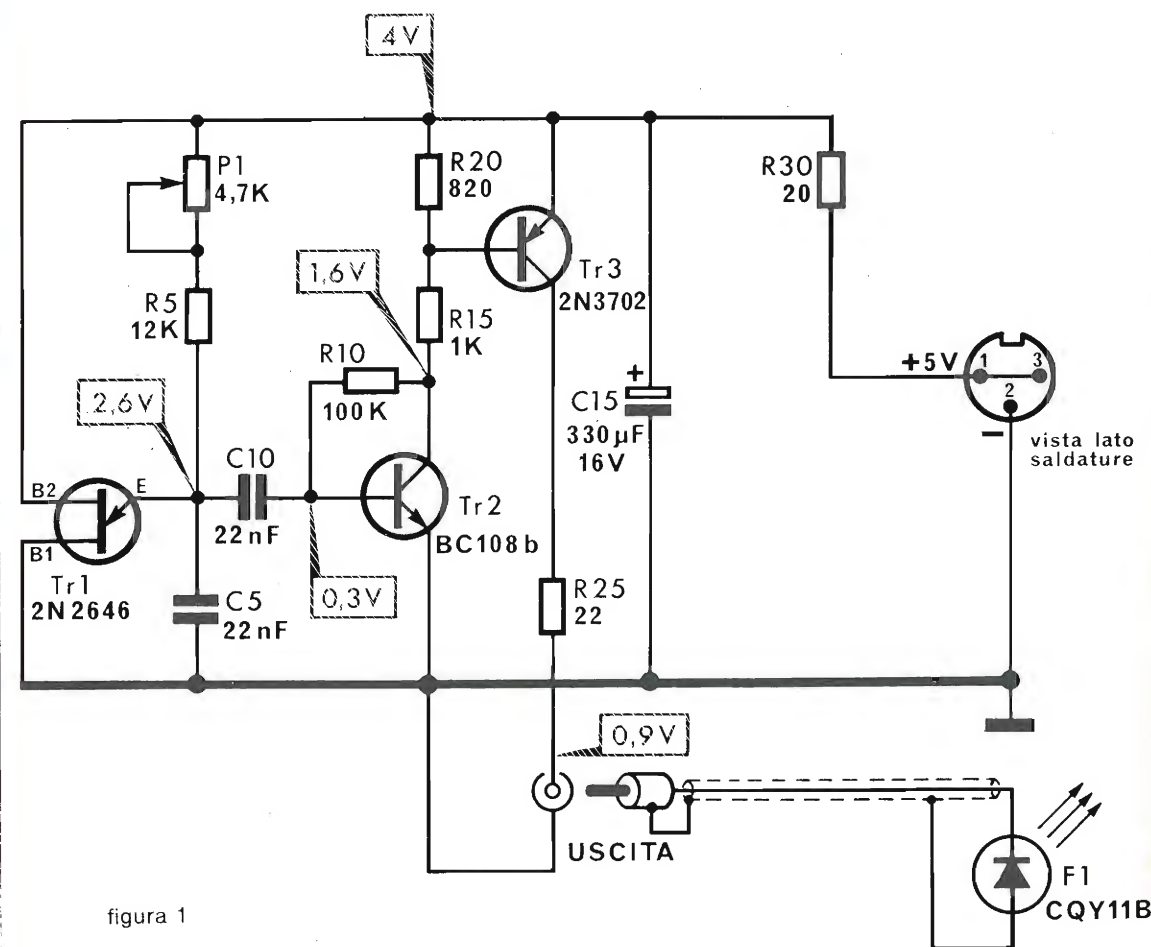 4V
P1
4,7K
R20
820
R30
20
Tr3
2N3702
1,6V
R5
12K
R15
1K
R10
100K
+5V
1
3
2
+
C15
330µF
16V
−
vista lato
saldature
2,6V
C10
22nF
B2
E
B1
Tr1
2N2646
Tr2
BC108b
0,3V
C5
22nF
R25
22
0,9V
USCITA
F1
CQY11B
figura 1